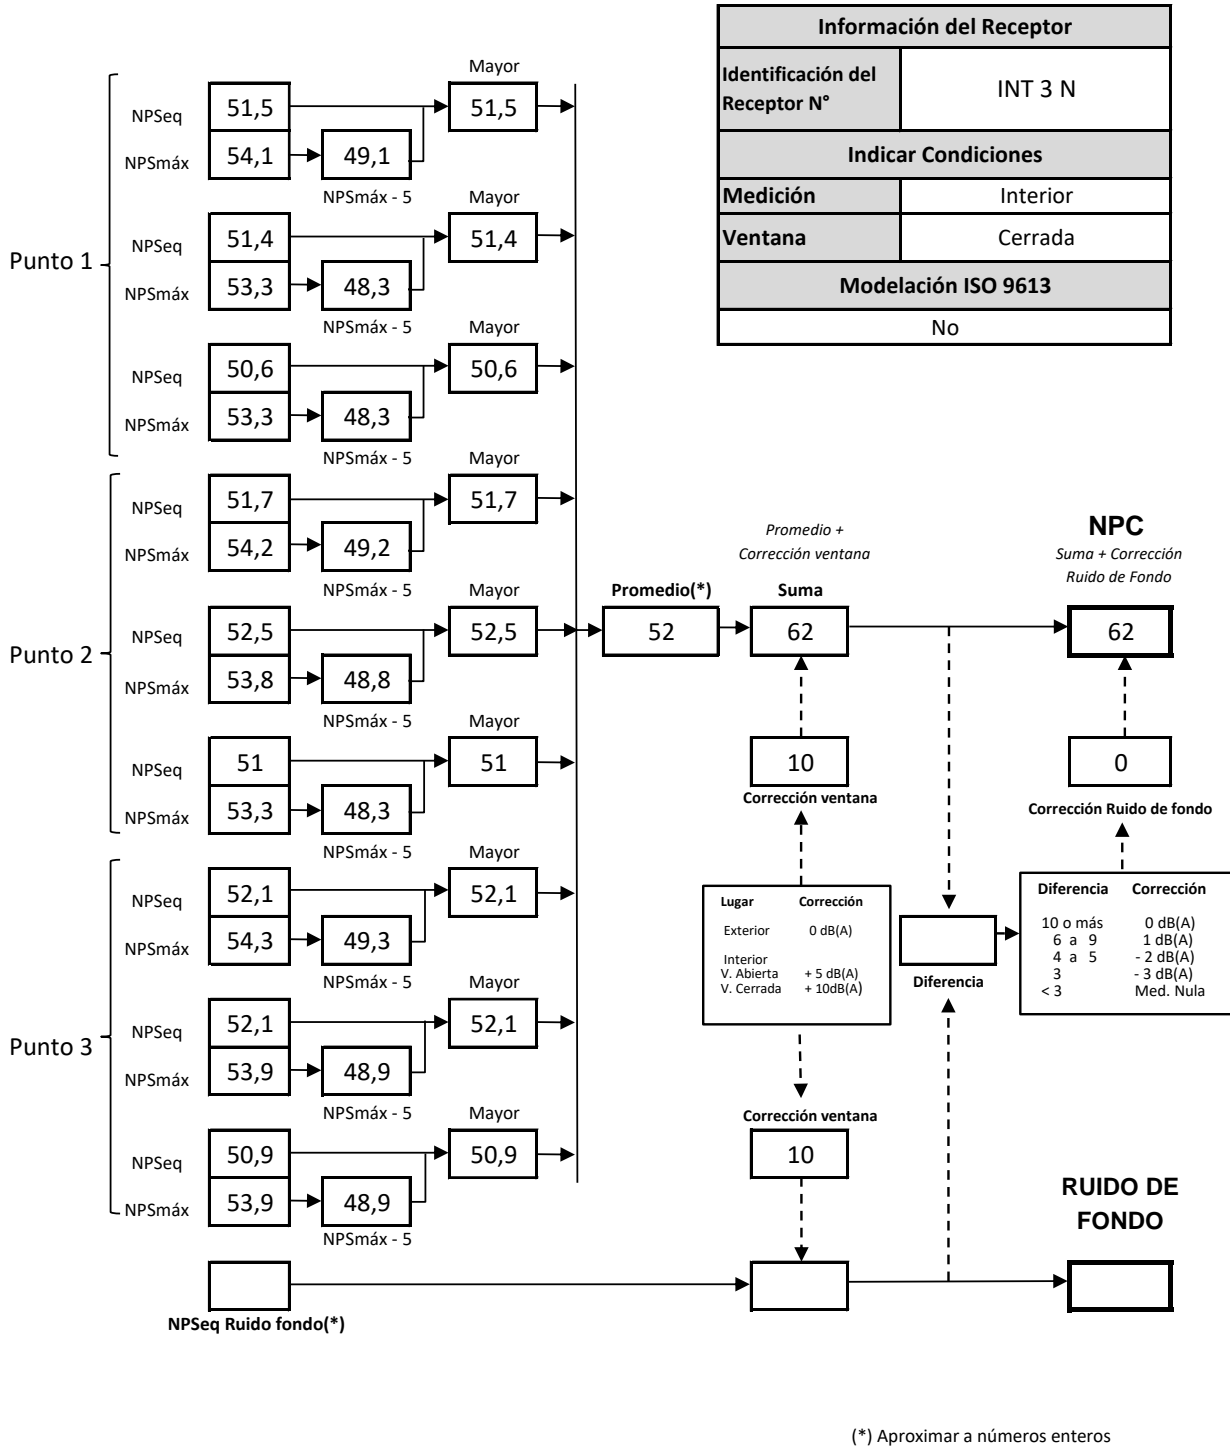 Información del Receptor
Identificación del Receptor N°
INT 3 N
Indicar Condiciones
Medición Interior
Ventana Cerrada
Modelación ISO 9613
No
Punto 1
Mayor
NPSeq 51,5 51,5
NPSmáx 54,1 49,1
NPSmáx - 5
Mayor
NPSeq 51,4 51,4
NPSmáx 53,3 48,3
NPSmáx - 5
Mayor
NPSeq 50,6 50,6
NPSmáx 53,3 48,3
NPSmáx - 5
Punto 2
Mayor
NPSeq 51,7 51,7
NPSmáx 54,2 49,2
NPSmáx - 5
Mayor
NPSeq 52,5 52,5
NPSmáx 53,8 48,8
NPSmáx - 5
Mayor
NPSeq 51 51
NPSmáx 53,3 48,3
NPSmáx - 5
Punto 3
Mayor
NPSeq 52,1 52,1
NPSmáx 54,3 49,3
NPSmáx - 5
Mayor
NPSeq 52,1 52,1
NPSmáx 53,9 48,9
NPSmáx - 5
Mayor
NPSeq 50,9 50,9
NPSmáx 53,9 48,9
NPSmáx - 5
NPSeq Ruido fondo(*)
Promedio(*)
52
Promedio +
Corrección ventana
Suma
62
10
Corrección ventana
Lugar Corrección
Exterior 0 dB(A)
Interior
V. Abierta + 5 dB(A)
V. Cerrada + 10dB(A)
Corrección ventana
10
Diferencia
NPC
Suma + Corrección
Ruido de Fondo
62
0
Corrección Ruido de fondo
Diferencia Corrección
10 o más 0 dB(A)
6 a 9 1 dB(A)
4 a 5 - 2 dB(A)
3 - 3 dB(A)
< 3 Med. Nula
RUIDO DE
FONDO
(*) Aproximar a números enteros